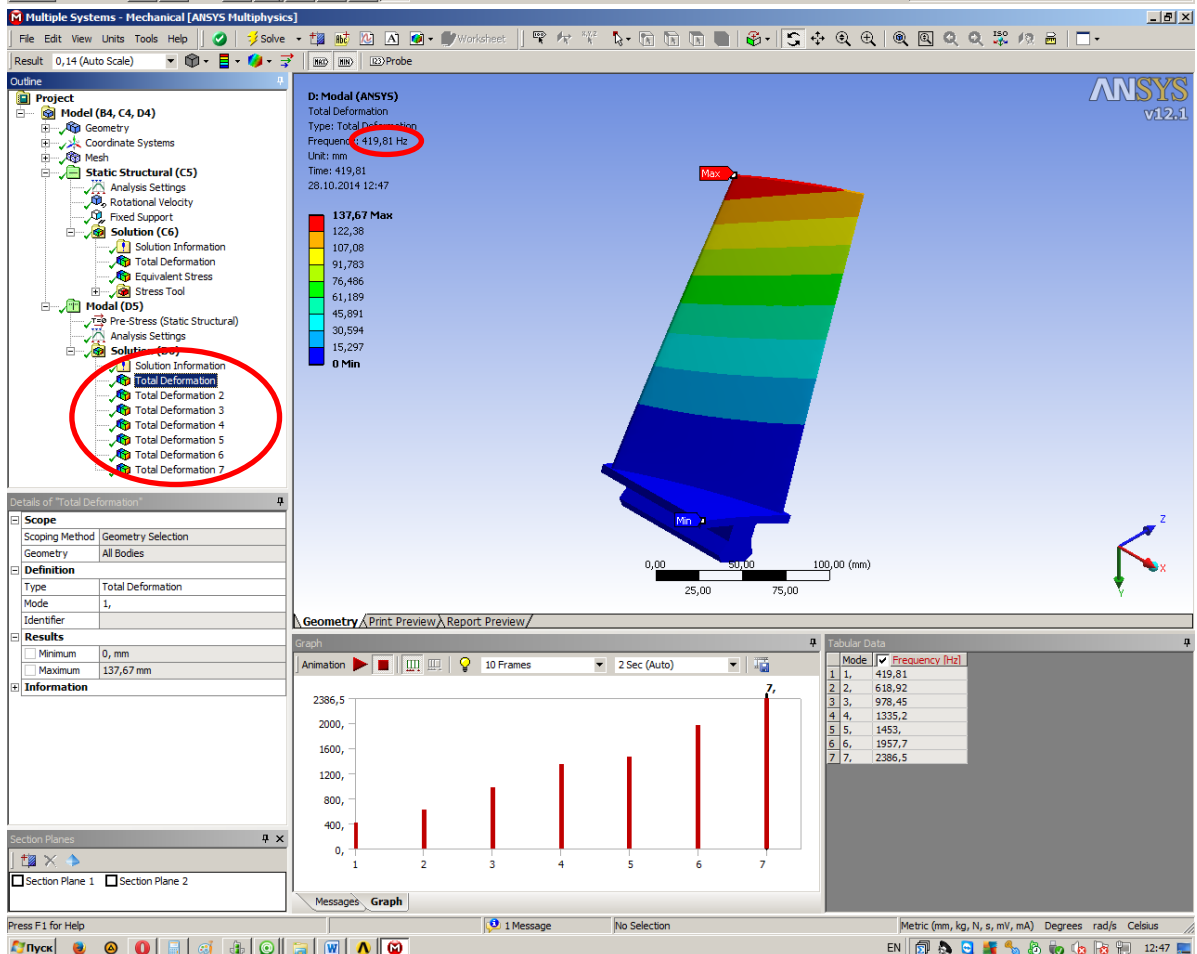 Multiple Systems - Mechanical [ANSYS Multiphysics]
File Edit View Units Tools Help Solve Worksheet
Result 0,14 (Auto Scale) MAX MIN Probe
Outline
Project
Model (B4, C4, D4)
Geometry
Coordinate Systems
Mesh
Static Structural (C5)
Analysis Settings
Rotational Velocity
Fixed Support
Solution (C6)
Solution Information
Total Deformation
Equivalent Stress
Stress Tool
Modal (D5)
Pre-Stress (Static Structural)
Analysis Settings
Solution (D6)
Solution Information
Total Deformation
Total Deformation 2
Total Deformation 3
Total Deformation 4
Total Deformation 5
Total Deformation 6
Total Deformation 7
Details of "Total Deformation"
Scope
Scoping Method Geometry Selection
Geometry All Bodies
Definition
Type Total Deformation
Mode 1,
Identifier
Results
Minimum 0, mm
Maximum 137,67 mm
Information
Section Planes
Section Plane 1 Section Plane 2
D: Modal (ANSYS)
Total Deformation
Type: Total Deformation
Frequency: 419,81 Hz
Unit: mm
Time: 419,81
28.10.2014 12:47
137,67 Max
122,38
107,08
91,783
76,486
61,189
45,891
30,594
15,297
0 Min
ANSYS
v12.1
Max
Min
0,00 50,00 100,00 (mm)
25,00 75,00
Z
X
Y
Geometry Print Preview Report Preview
Graph
Animation 10 Frames 2 Sec (Auto)
7,
2386,5
2000,
1600,
1200,
800,
400,
0,
1 2 3 4 5 6 7
Messages Graph
Tabular Data
Mode Frequency [Hz]
1 1, 419,81
2 2, 618,92
3 3, 978,45
4 4, 1335,2
5 5, 1453,
6 6, 1957,7
7 7, 2386,5
Press F1 for Help 1 Message No Selection Metric (mm, kg, N, s, mV, mA) Degrees rad/s Celsius
Пуск EN 12:47